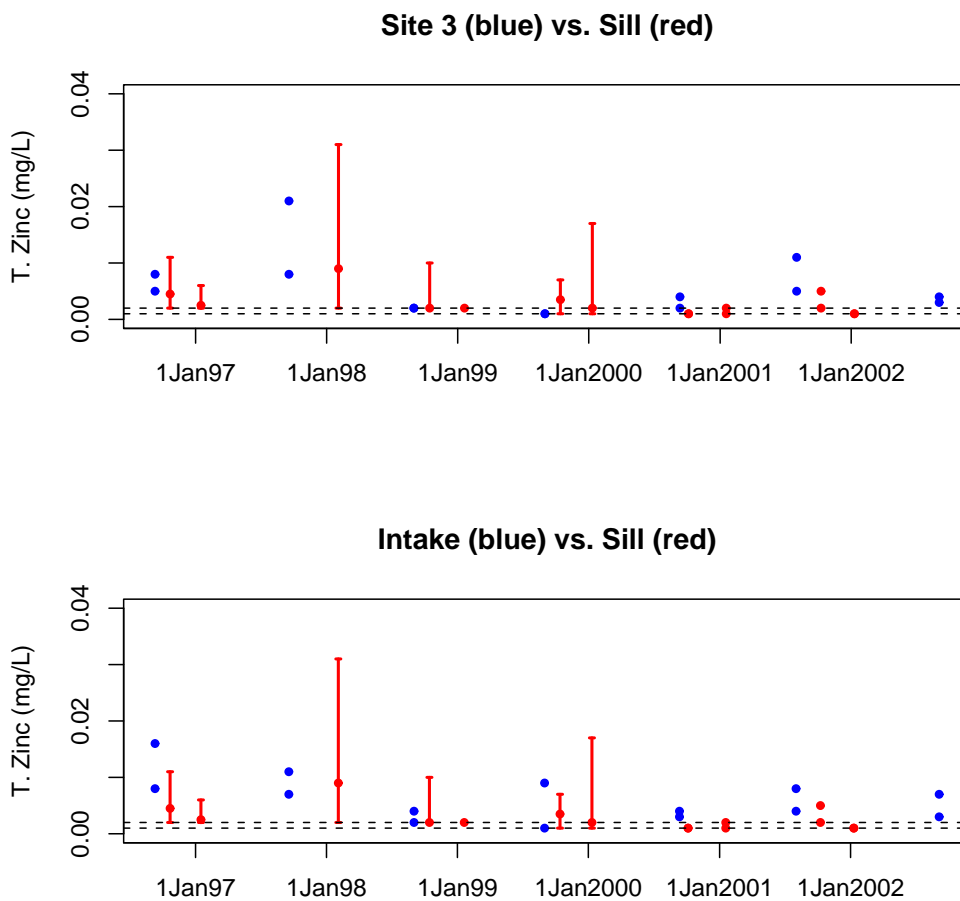 Site 3 (blue) vs. Sill (red)
T. Zinc (mg/L)
0.04
0.02
0.00
1Jan97 1Jan98 1Jan99 1Jan2000 1Jan2001 1Jan2002
Intake (blue) vs. Sill (red)
T. Zinc (mg/L)
0.04
0.02
0.00
1Jan97 1Jan98 1Jan99 1Jan2000 1Jan2001 1Jan2002